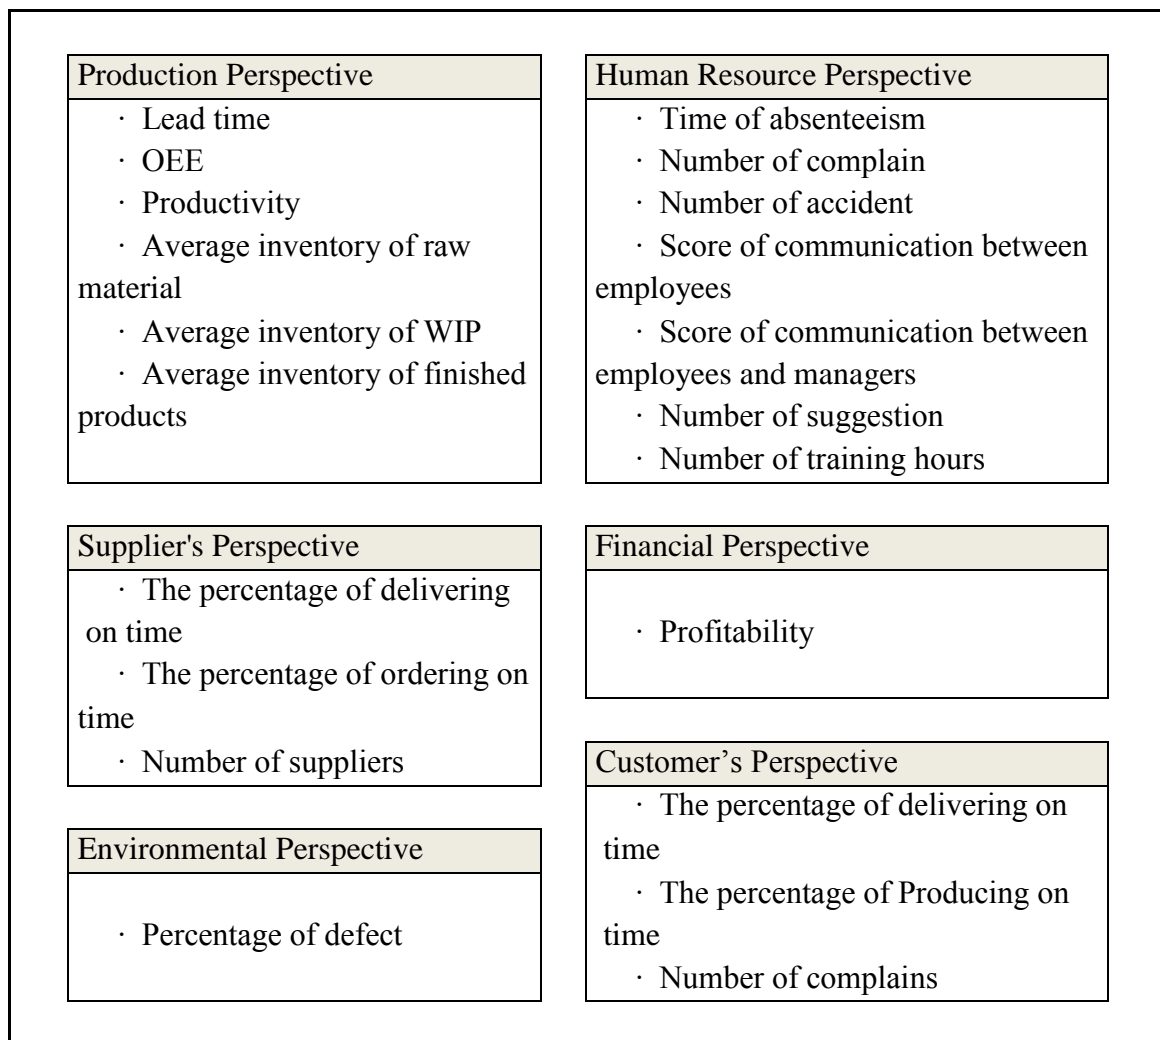 Production Perspective
· Lead time
· OEE
· Productivity
· Average inventory of raw
material
· Average inventory of WIP
· Average inventory of finished
products
Human Resource Perspective
· Time of absenteeism
· Number of complain
· Number of accident
· Score of communication between
employees
· Score of communication between
employees and managers
· Number of suggestion
· Number of training hours
Supplier's Perspective
· The percentage of delivering
on time
· The percentage of ordering on
time
· Number of suppliers
Financial Perspective
· Profitability
Environmental Perspective
· Percentage of defect
Customer’s Perspective
· The percentage of delivering on
time
· The percentage of Producing on
time
· Number of complains